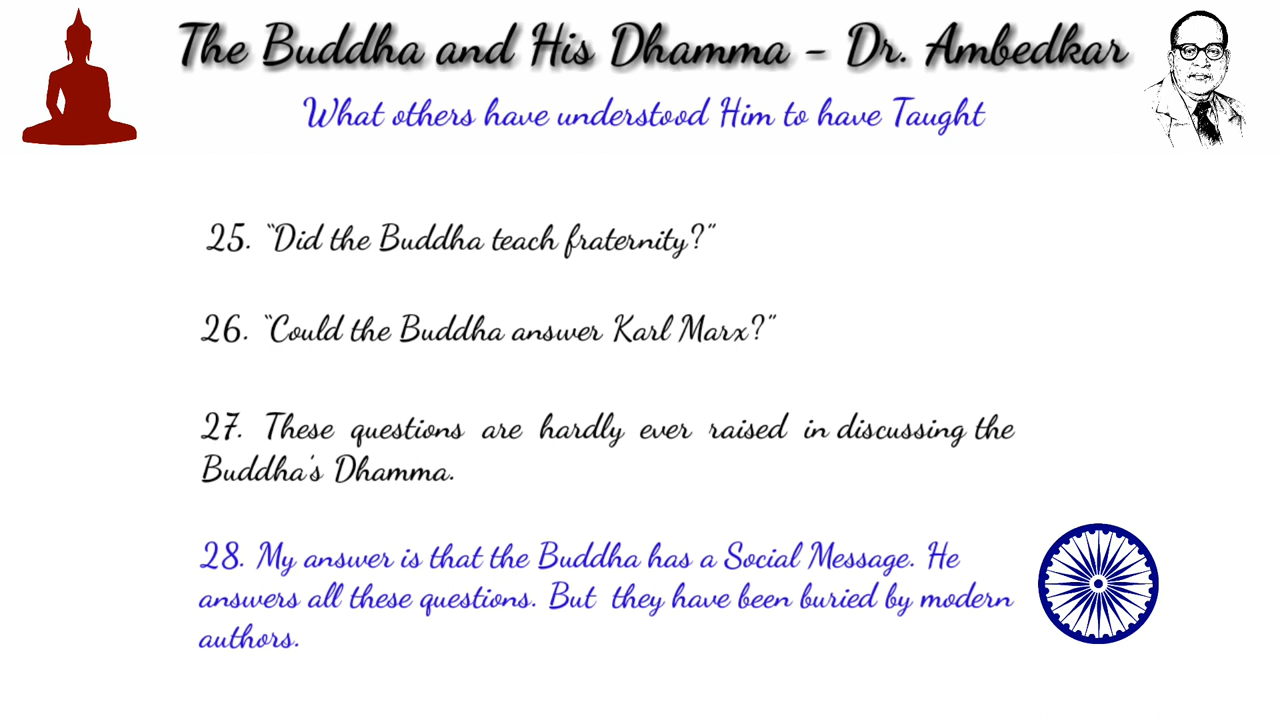 The Buddha and His Dhamma - Dr. Ambedkar
What others have understood Him to have Taught
25. "Did the Buddha teach fraternity?"
26. "Could the Buddha answer Karl Marx?"
27. These questions are hardly ever raised in discussing the
Buddha's Dhamma.
28. My answer is that the Buddha has a Social Message. He
answers all these questions. But they have been buried by modern
authors.